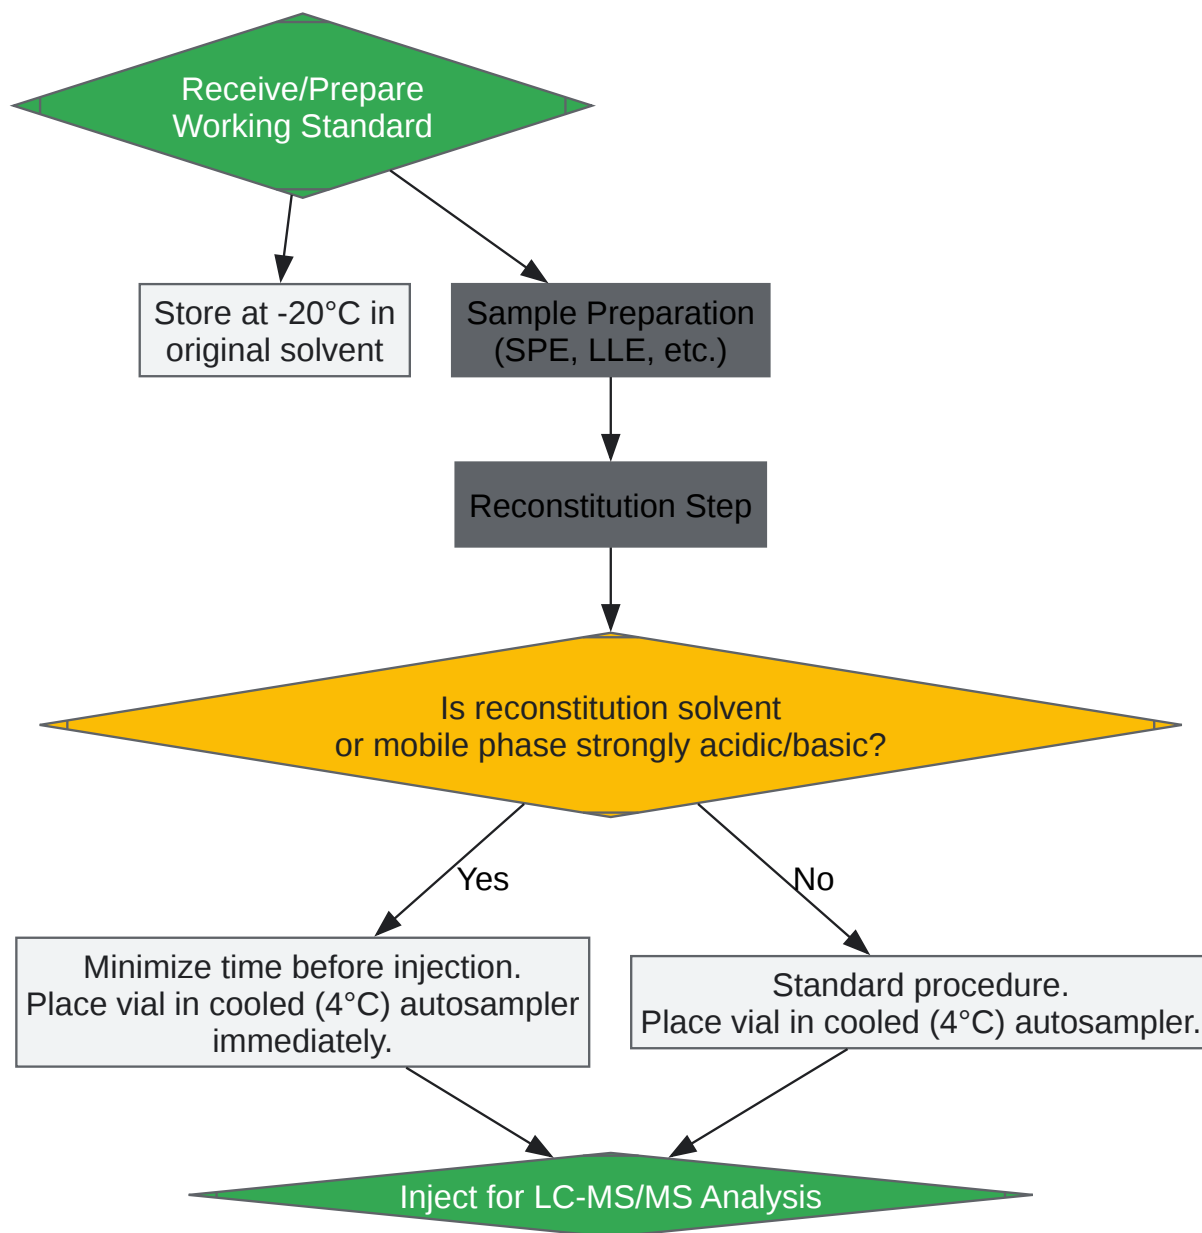 Receive/Prepare
Working Standard
Store at -20°C in
original solvent
Sample Preparation
(SPE, LLE, etc.)
Reconstitution Step
Is reconstitution solvent
or mobile phase strongly acidic/basic?
Yes
No
Minimize time before injection.
Place vial in cooled (4°C) autosampler
immediately.
Standard procedure.
Place vial in cooled (4°C) autosampler.
Inject for LC-MS/MS Analysis